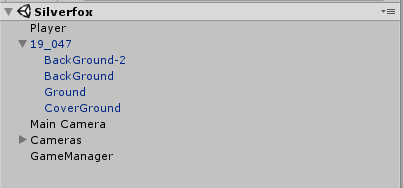 Silverfox
Player
19_047
BackGround-2
BackGround
Ground
CoverGround
Main Camera
Cameras
GameManager